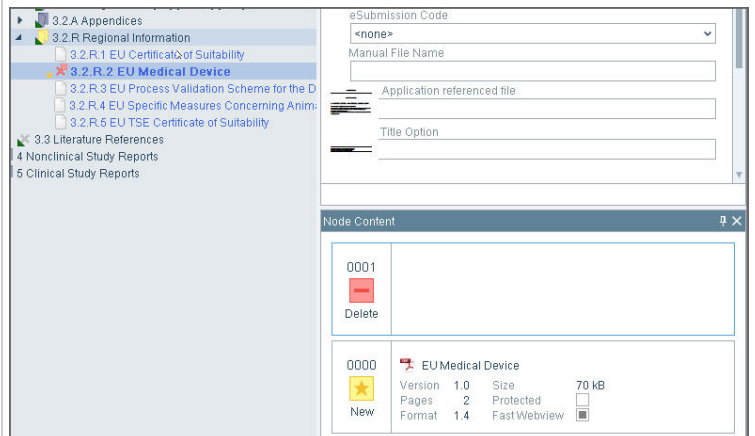 3.2.A Appendices
3.2.R Regional Information
3.2.R.1 EU Certificate of Suitability
3.2.R.2 EU Medical Device
3.2.R.3 EU Process Validation Scheme for the D
3.2.R.4 EU Specific Measures Concerning Anima
3.2.R.5 EU TSE Certificate of Suitability
3.3 Literature References
4 Nonclinical Study Reports
5 Clinical Study Reports
eSubmission Code
<none>
Manual File Name
Application referenced file
Title Option
Node Content
0001
Delete
0000
New
EU Medical Device
Version 1.0 Size 70 kB
Pages 2 Protected
Format 1.4 Fast Webview